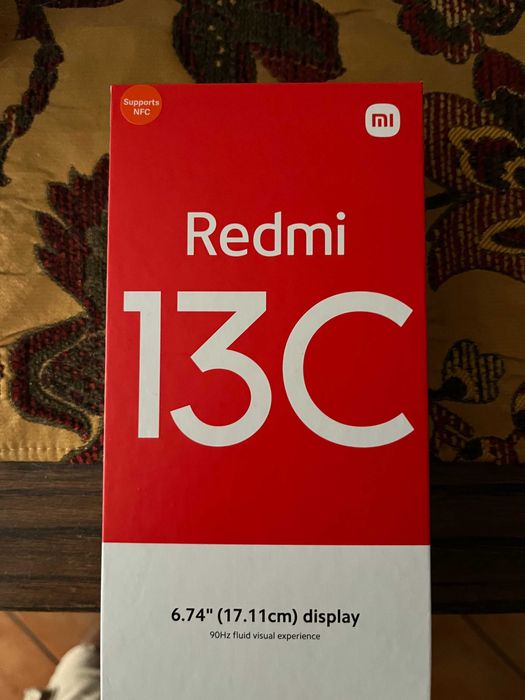 Supports
NFC
mi
Redmi
13C
6.74" (17.11cm) display
90Hz fluid visual experience